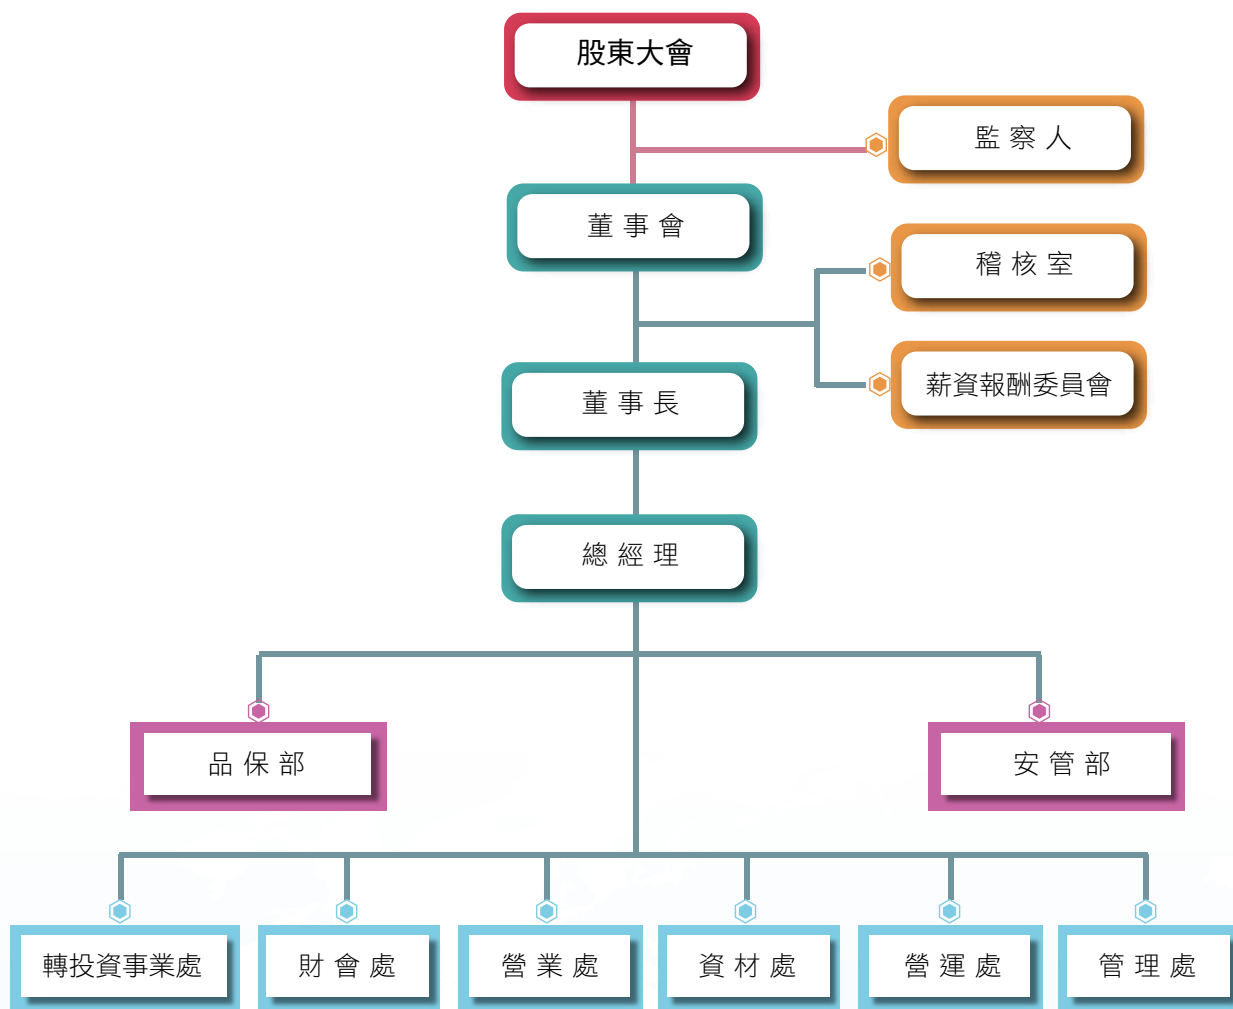 股東大會
監察人
董事會
稽核室
薪資報酬委員會
董事長
總經理
品保部
安管部
轉投資事業處
財會處
營業處
資材處
營運處
管理處